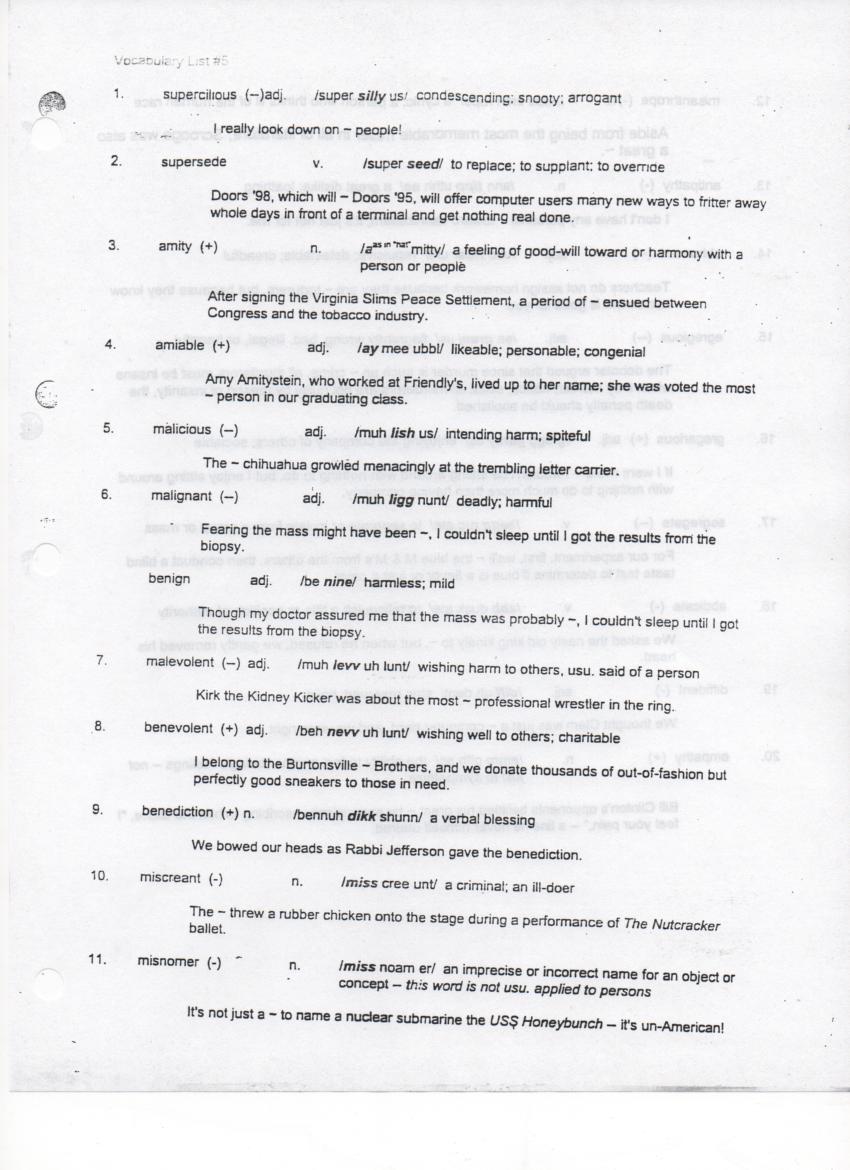 Vocabulary List #5
1. supercilious (–)adj. /super silly us/ condescending; snooty; arrogant
I really look down on ~ people!
2. supersede v. /super seed/ to replace; to supplant; to override
Doors '98, which will ~ Doors '95, will offer computer users many new ways to fritter away
whole days in front of a terminal and get nothing real done.
3. amity (+) n. /a as in "hat" mitty/ a feeling of good-will toward or harmony with a
person or people
After signing the Virginia Slims Peace Settlement, a period of ~ ensued between
Congress and the tobacco industry.
4. amiable (+) adj. /ay mee ubbl/ likeable; personable; congenial
Amy Amitystein, who worked at Friendly's, lived up to her name; she was voted the most
~ person in our graduating class.
5. malicious (–) adj. /muh lish us/ intending harm; spiteful
The ~ chihuahua growled menacingly at the trembling letter carrier.
6. malignant (–) adj. /muh ligg nunt/ deadly; harmful
Fearing the mass might have been ~, I couldn't sleep until I got the results from the
biopsy.
benign adj. /be nine/ harmless; mild
Though my doctor assured me that the mass was probably ~, I couldn't sleep until I got
the results from the biopsy.
7. malevolent (–) adj. /muh levv uh lunt/ wishing harm to others, usu. said of a person
Kirk the Kidney Kicker was about the most ~ professional wrestler in the ring.
8. benevolent (+) adj. /beh nevv uh lunt/ wishing well to others; charitable
I belong to the Burtonsville ~ Brothers, and we donate thousands of out-of-fashion but
perfectly good sneakers to those in need.
9. benediction (+) n. /bennuh dikk shunn/ a verbal blessing
We bowed our heads as Rabbi Jefferson gave the benediction.
10. miscreant (-) n. /miss cree unt/ a criminal; an ill-doer
The ~ threw a rubber chicken onto the stage during a performance of The Nutcracker
ballet.
11. misnomer (-) n. /miss noam er/ an imprecise or incorrect name for an object or
concept – this word is not usu. applied to persons
It's not just a ~ to name a nuclear submarine the USS Honeybunch – it's un-American!